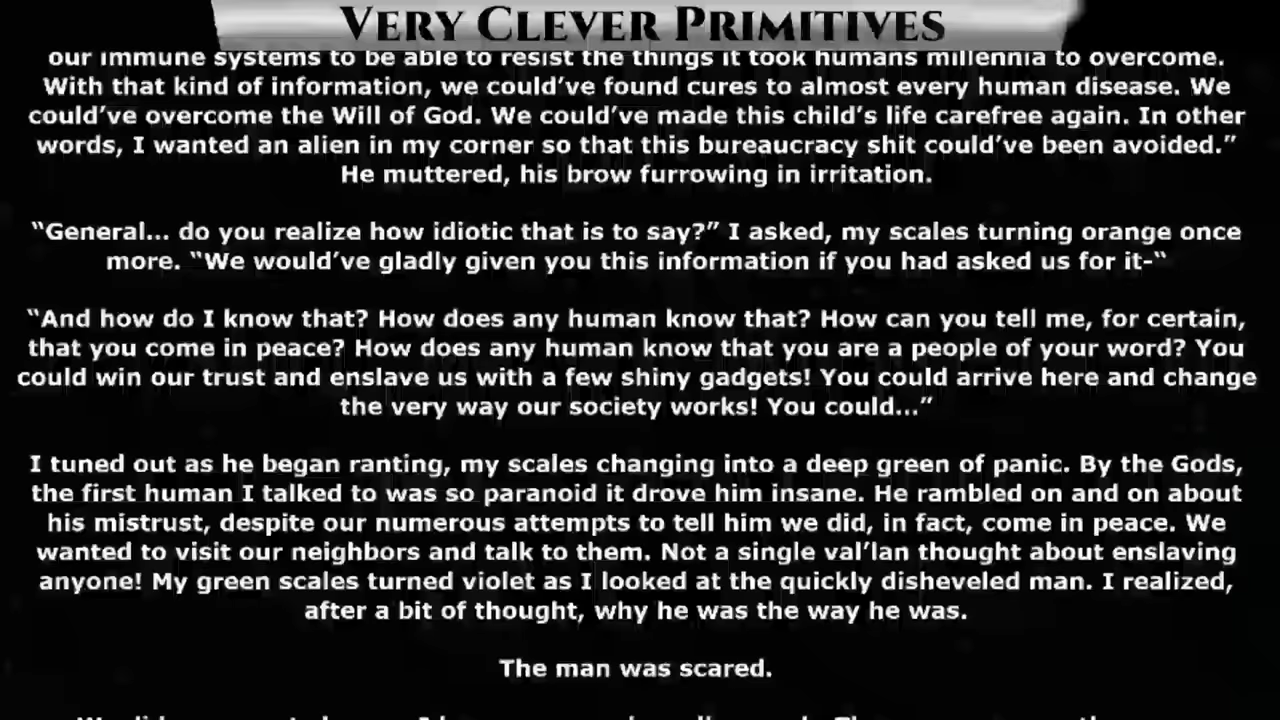 VERY CLEVER PRIMITIVES
our immune systems to be able to resist the things it took humans millennia to overcome.
With that kind of information, we could’ve found cures to almost every human disease. We
could’ve overcome the Will of God. We could’ve made this child’s life carefree again. In other
words, I wanted an alien in my corner so that this bureaucracy shit could’ve been avoided.”
He muttered, his brow furrowing in irritation.
“General... do you realize how idiotic that is to say?” I asked, my scales turning orange once
more. “We would’ve gladly given you this information if you had asked us for it-“
“And how do I know that? How does any human know that? How can you tell me, for certain,
that you come in peace? How does any human know that you are a people of your word? You
could win our trust and enslave us with a few shiny gadgets! You could arrive here and change
the very way our society works! You could...”
I tuned out as he began ranting, my scales changing into a deep green of panic. By the Gods,
the first human I talked to was so paranoid it drove him insane. He rambled on and on about
his mistrust, despite our numerous attempts to tell him we did, in fact, come in peace. We
wanted to visit our neighbors and talk to them. Not a single val’lan thought about enslaving
anyone! My green scales turned violet as I looked at the quickly disheveled man. I realized,
after a bit of thought, why he was the way he was.
The man was scared.